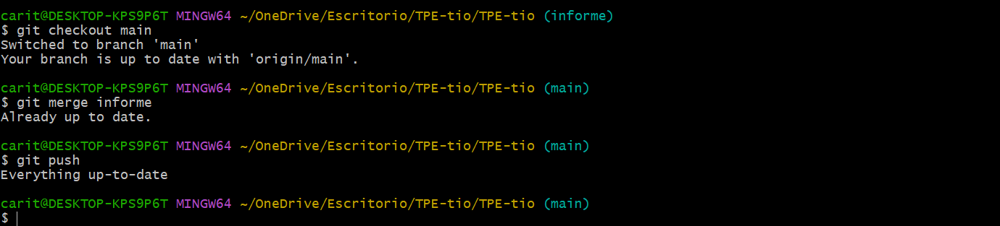 carit@DESKTOP-KPS9P6T MINGW64 ~/OneDrive/Escritorio/TPE-tio/TPE-tio (informe)
$ git checkout main
Switched to branch 'main'
Your branch is up to date with 'origin/main'.
carit@DESKTOP-KPS9P6T MINGW64 ~/OneDrive/Escritorio/TPE-tio/TPE-tio (main)
$ git merge informe
Already up to date.
carit@DESKTOP-KPS9P6T MINGW64 ~/OneDrive/Escritorio/TPE-tio/TPE-tio (main)
$ git push
Everything up-to-date
carit@DESKTOP-KPS9P6T MINGW64 ~/OneDrive/Escritorio/TPE-tio/TPE-tio (main)
$